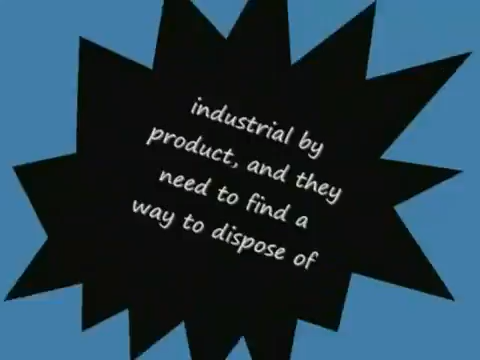 industrial by
product, and they
need to find a
way to dispose of